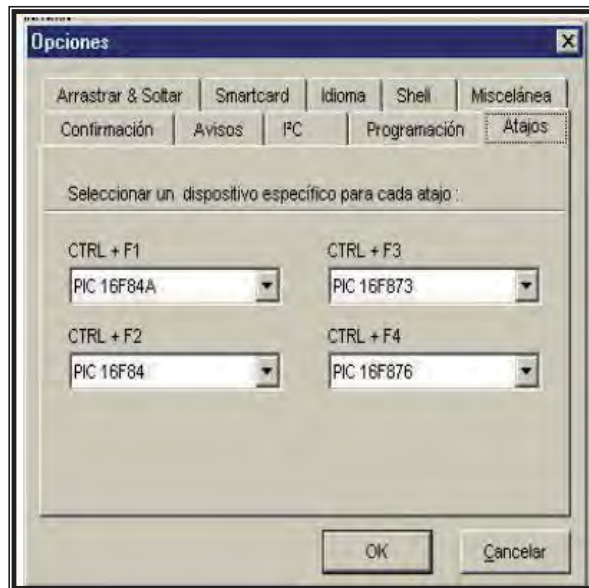 Opciones
Arrastrar & Soltar Smartcard Idioma Shell Miscelánea
Confirmación Avisos I²C Programación Atajos
Seleccionar un dispositivo específico para cada atajo :
CTRL + F1 CTRL + F3
PIC 16F84A PIC 16F873
CTRL + F2 CTRL + F4
PIC 16F84 PIC 16F876
OK Cancelar